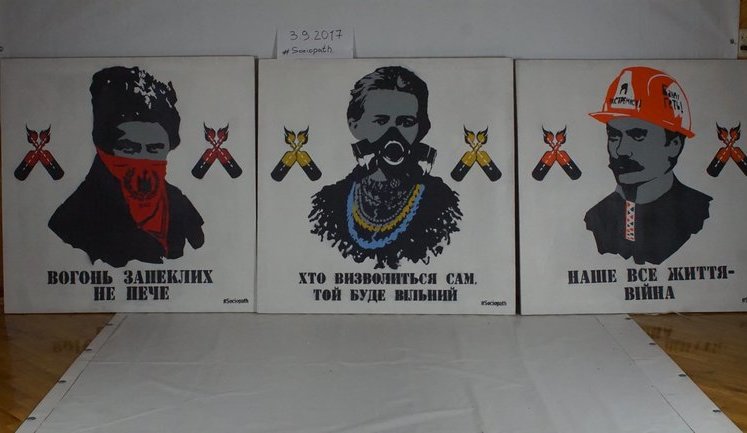 3 9.2017
#Sociopath
ВОГОНЬ ЗАПЕКЛИХ
НЕ ПЕЧЕ
#Sociopath
ХТО ВИЗВОЛИТЬСЯ САМ,
ТОЙ БУДЕ ВІЛЬНИЙ
#Sociopath
Я
НАШЕ ВСЕ ЖИТТЯ-
ВІЙНА